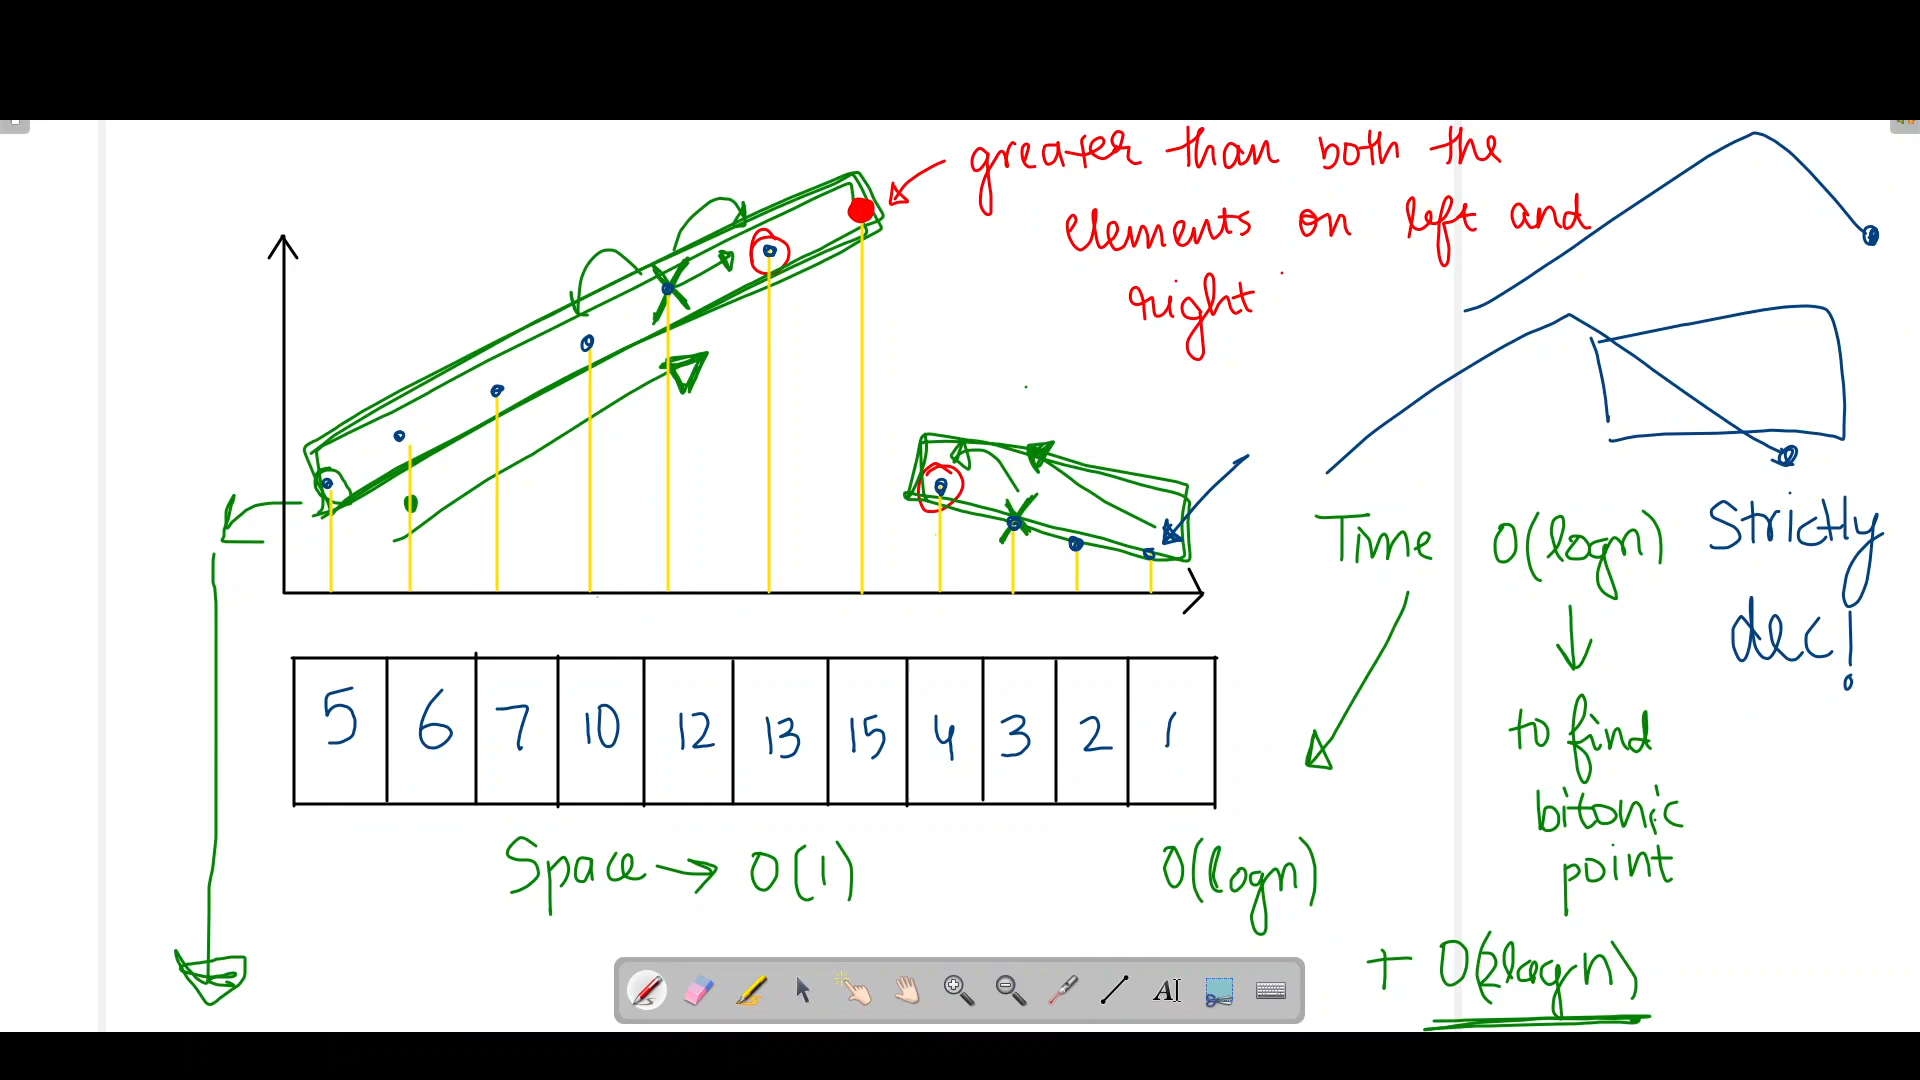 greater than both the
elements on left and
right
Time O(logn)
Strictly
dec!
to find
bitonic
point
5 6 7 10 12 13 15 4 3 2 1
Space → O(1)
O(logn)
+ O(2logn)